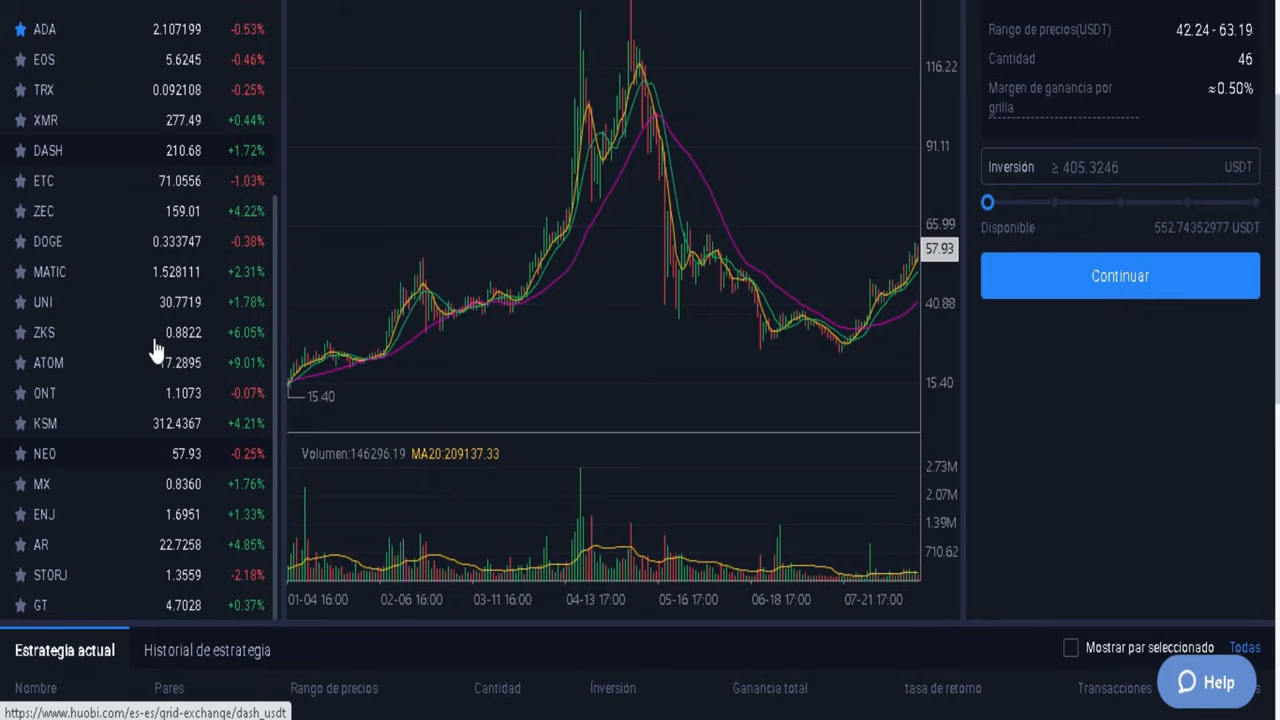 ADA 2.107199 -0.53%
EOS 5.6245 -0.46%
TRX 0.092108 -0.25%
XMR 277.49 +0.44%
DASH 210.68 +1.72%
ETC 71.0556 -1.03%
ZEC 159.01 +4.22%
DOGE 0.333747 -0.38%
MATIC 1.528111 +2.31%
UNI 30.7719 +1.78%
ZKS 0.8822 +6.05%
ATOM 17.2895 +9.01%
ONT 1.1073 -0.07%
KSM 312.4367 +4.21%
NEO 57.93 -0.25%
MX 0.8360 +1.76%
ENJ 1.6951 +1.33%
AR 22.7258 +4.85%
STORJ 1.3559 -2.18%
GT 4.7028 +0.37%
116.22
91.11
65.99
57.93
40.88
15.40
15.40
Volumen:146296.19 MA20:209137.33
2.73M
2.07M
1.39M
710.62
01-04 16:00 02-06 16:00 03-11 16:00 04-13 17:00 05-16 17:00 06-18 17:00 07-21 17:00
Rango de precios(USDT) 42.24 - 63.19
Cantidad 46
Margen de ganancia por ≈0.50%
grilla
Inversión ≥ 405.3246 USDT
Disponible 552.74352977 USDT
Continuar
Estrategia actual Historial de estrategia Mostrar par seleccionado Todas
Nombre Pares Rango de precios Cantidad Înversión Ganancia total tasa de retorno Transacciones
Help
https://www.huobi.com/es-es/grid-exchange/dash_usdt